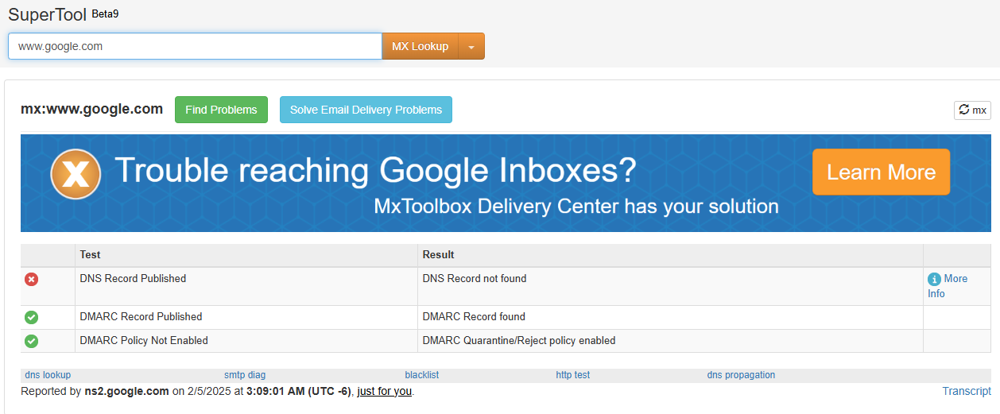 SuperTool Beta9
www.google.com MX Lookup
mx:www.google.com Find Problems Solve Email Delivery Problems mx
X Trouble reaching Google Inboxes? Learn More
MxToolbox Delivery Center has your solution
Test Result
DNS Record Published DNS Record not found More
Info
DMARC Record Published DMARC Record found
DMARC Policy Not Enabled DMARC Quarantine/Reject policy enabled
dns lookup smtp diag blacklist http test dns propagation
Reported by ns2.google.com on 2/5/2025 at 3:09:01 AM (UTC -6), just for you. Transcript